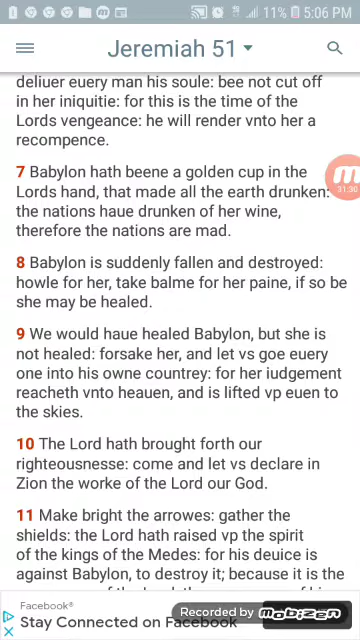 11% 5:06 PM
Jeremiah 51
deliuer euery man his soule: bee not cut off
in her iniquitie: for this is the time of the
Lords vengeance: he will render vnto her a
recompence.
7 Babylon hath beene a golden cup in the
Lords hand, that made all the earth drunken:
the nations haue drunken of her wine,
therefore the nations are mad.
31:30
8 Babylon is suddenly fallen and destroyed:
howle for her, take balme for her paine, if so be
she may be healed.
9 We would haue healed Babylon, but she is
not healed: forsake her, and let vs goe euery
one into his owne countrey: for her iudgement
reacheth vnto heauen, and is lifted vp euen to
the skies.
10 The Lord hath brought forth our
righteousnesse: come and let vs declare in
Zion the worke of the Lord our God.
11 Make bright the arrowes: gather the
shields: the Lord hath raised vp the spirit
of the kings of the Medes: for his deuice is
against Babylon, to destroy it; because it is the
Facebook®
Stay Connected on Facebook
Recorded by mobizen